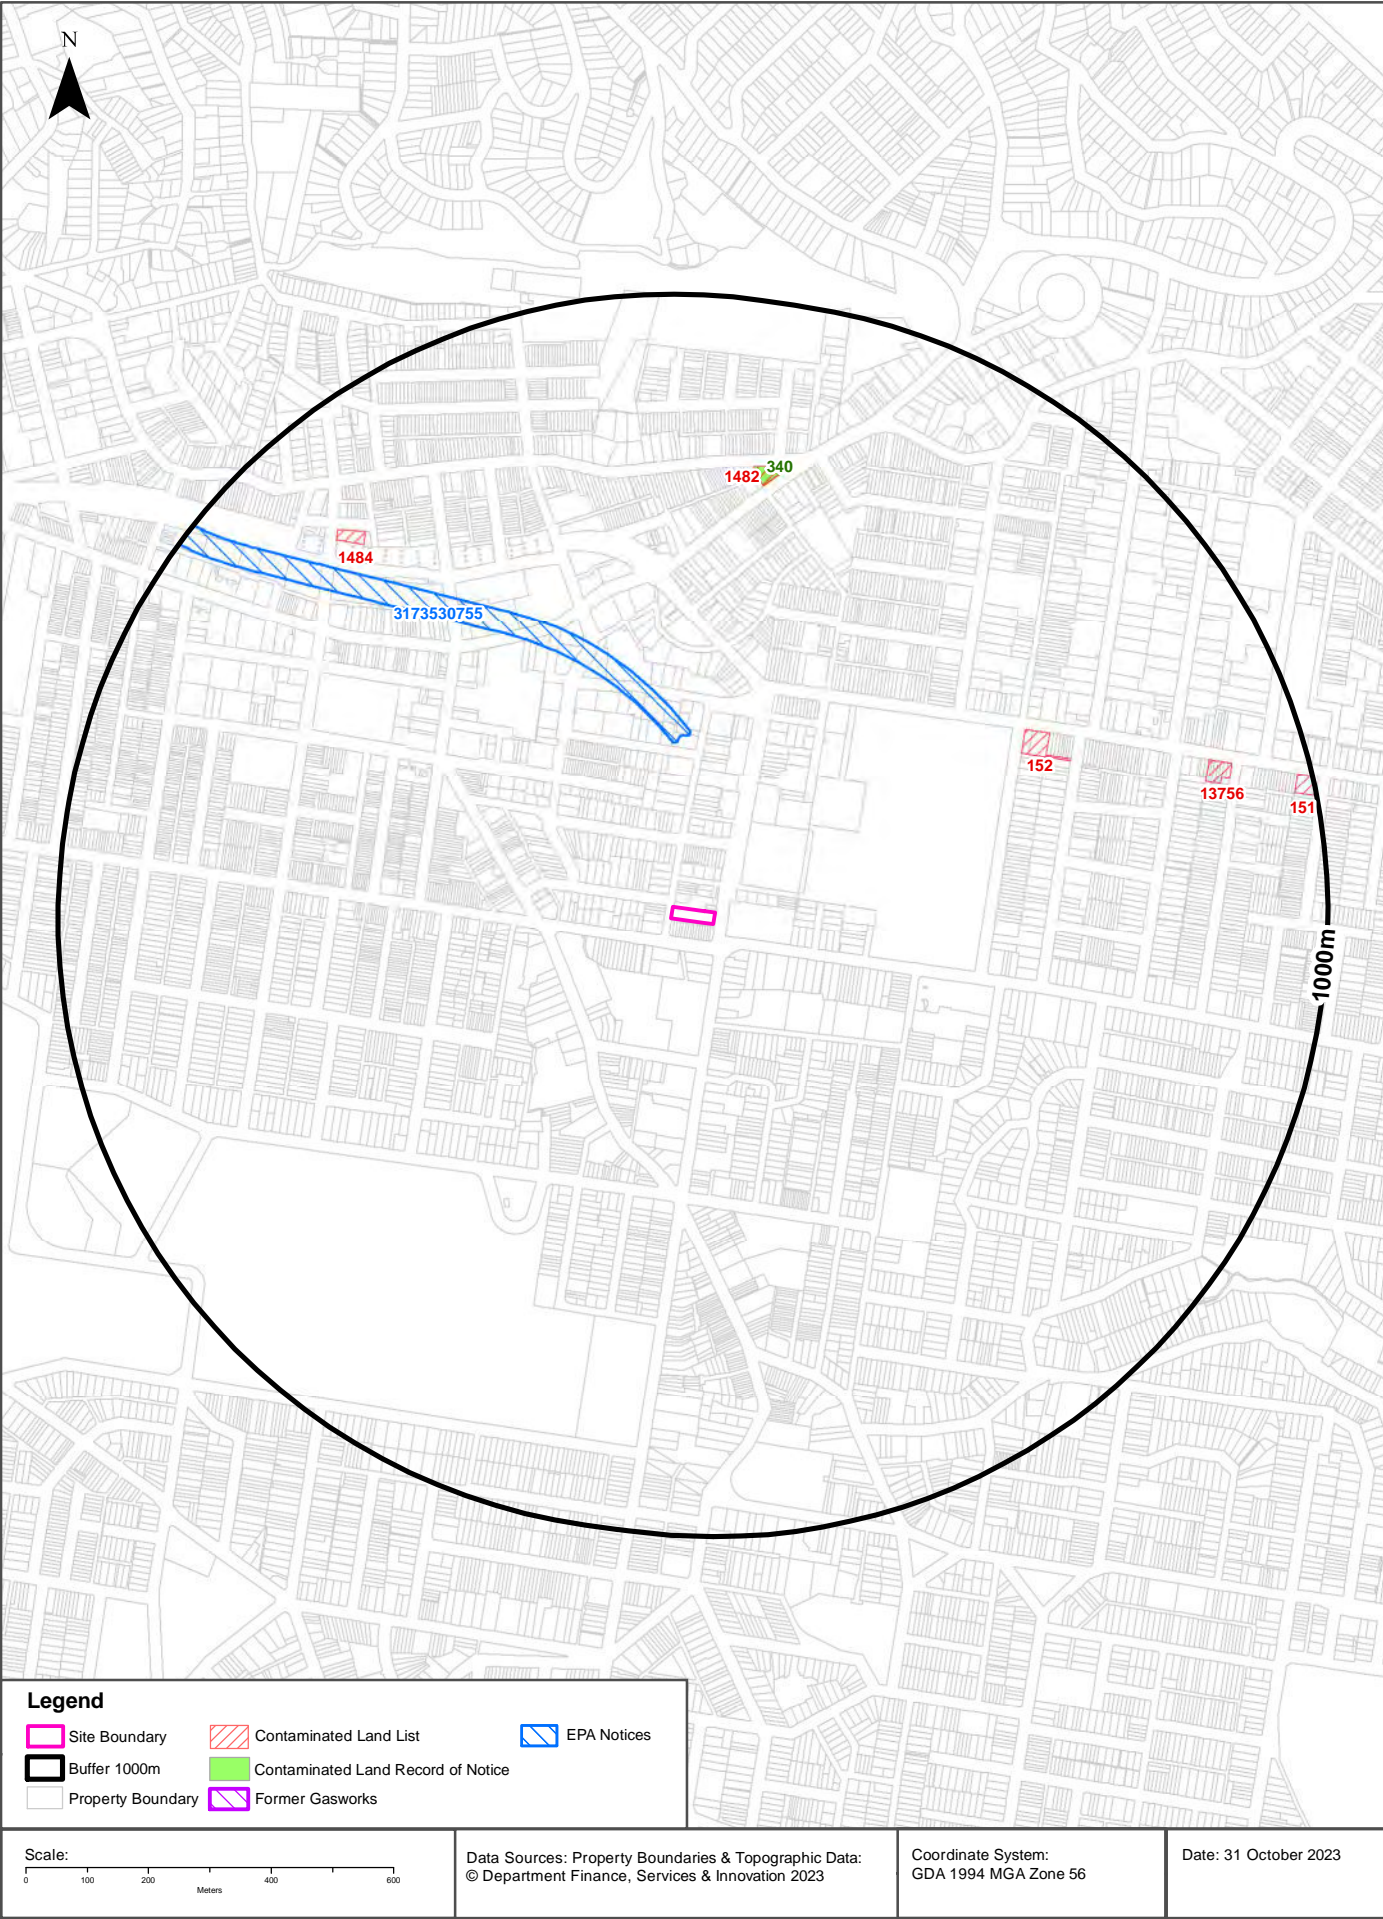 N
340
1482
1484
3173530755
152
13756
151
1000m
Legend
Site Boundary
Contaminated Land List
EPA Notices
Buffer 1000m
Contaminated Land Record of Notice
Property Boundary
Former Gasworks
Scale:
0 100 200 400 600
Meters
Data Sources: Property Boundaries & Topographic Data:
© Department Finance, Services & Innovation 2023
Coordinate System:
GDA 1994 MGA Zone 56
Date: 31 October 2023